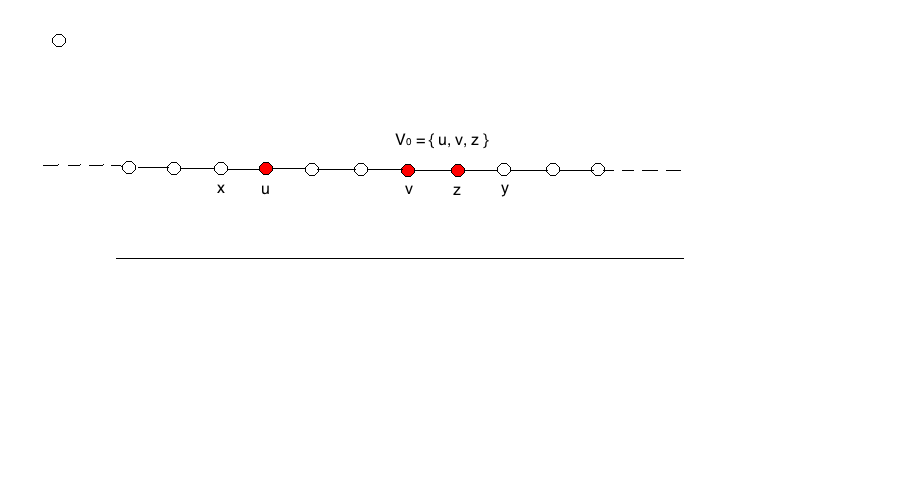 V₀ = { u, v, z }
x u v z y